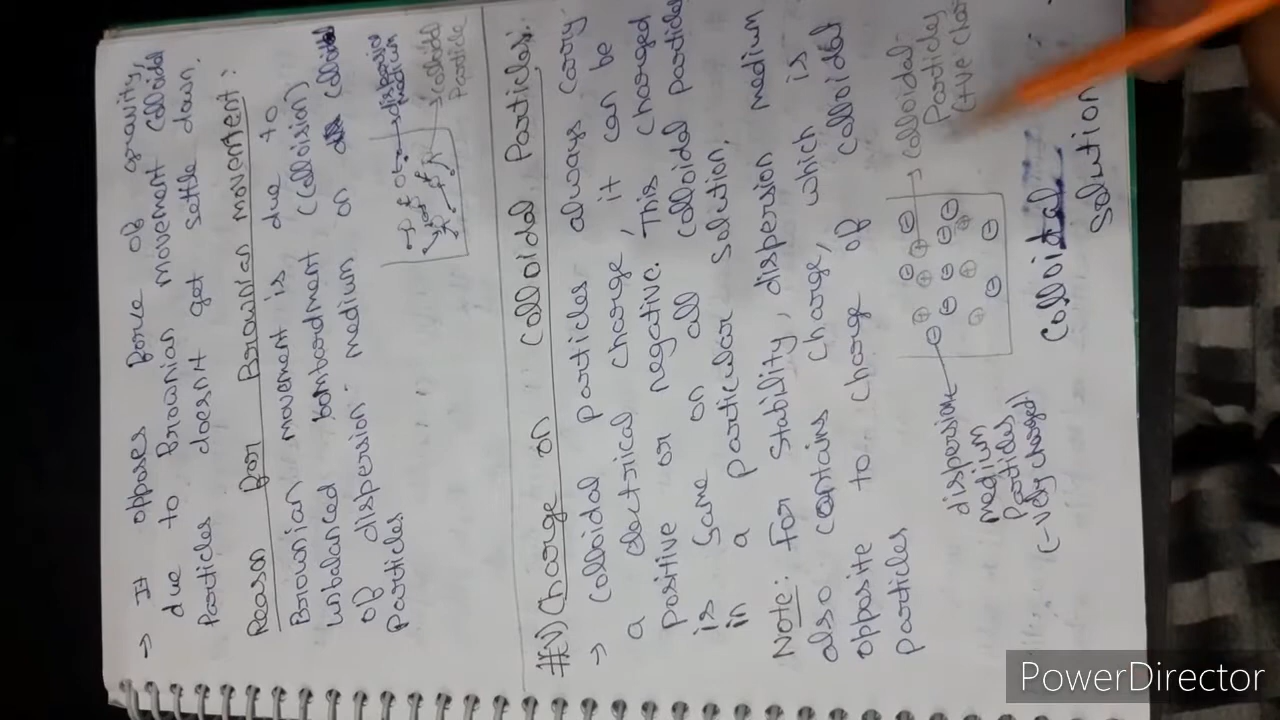 → It opposes force of gravity,
due to Brownian movement colloidal
Particles doesn't get settle down.
Reason for Brownian movement:
Brownian movement is due to
unbalanced bombardment (Colloision)
of dispersion medium on colloidal
Particles
dispersion
medium
→ colloidal
Particle
#(V) Charge on Colloidal Particles:
→ Colloidal particles always carry
a electrical charge, it can be
positive or negative. This charged
is same on all colloidal particles
in a particular solution.
Note: For stability, dispersion medium
also contains charge, which is
opposite to charge of colloidal
particles
→ Colloidal
Particles
(+ve
dispersion
medium
Particles
(-vely charged)
Colloidal
Solution
PowerDirector